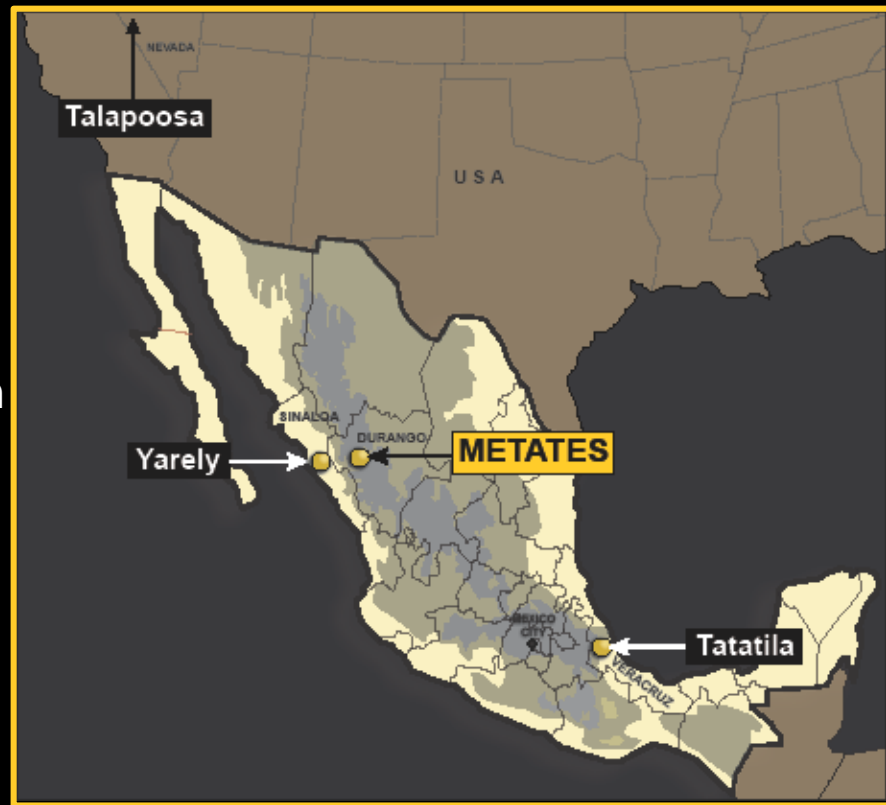 NEVADA
Talapoosa
USA
SINALOA
DURANGO
METATES
Yarely
MEXICO
CITY
Tatatila
VERACRUZ